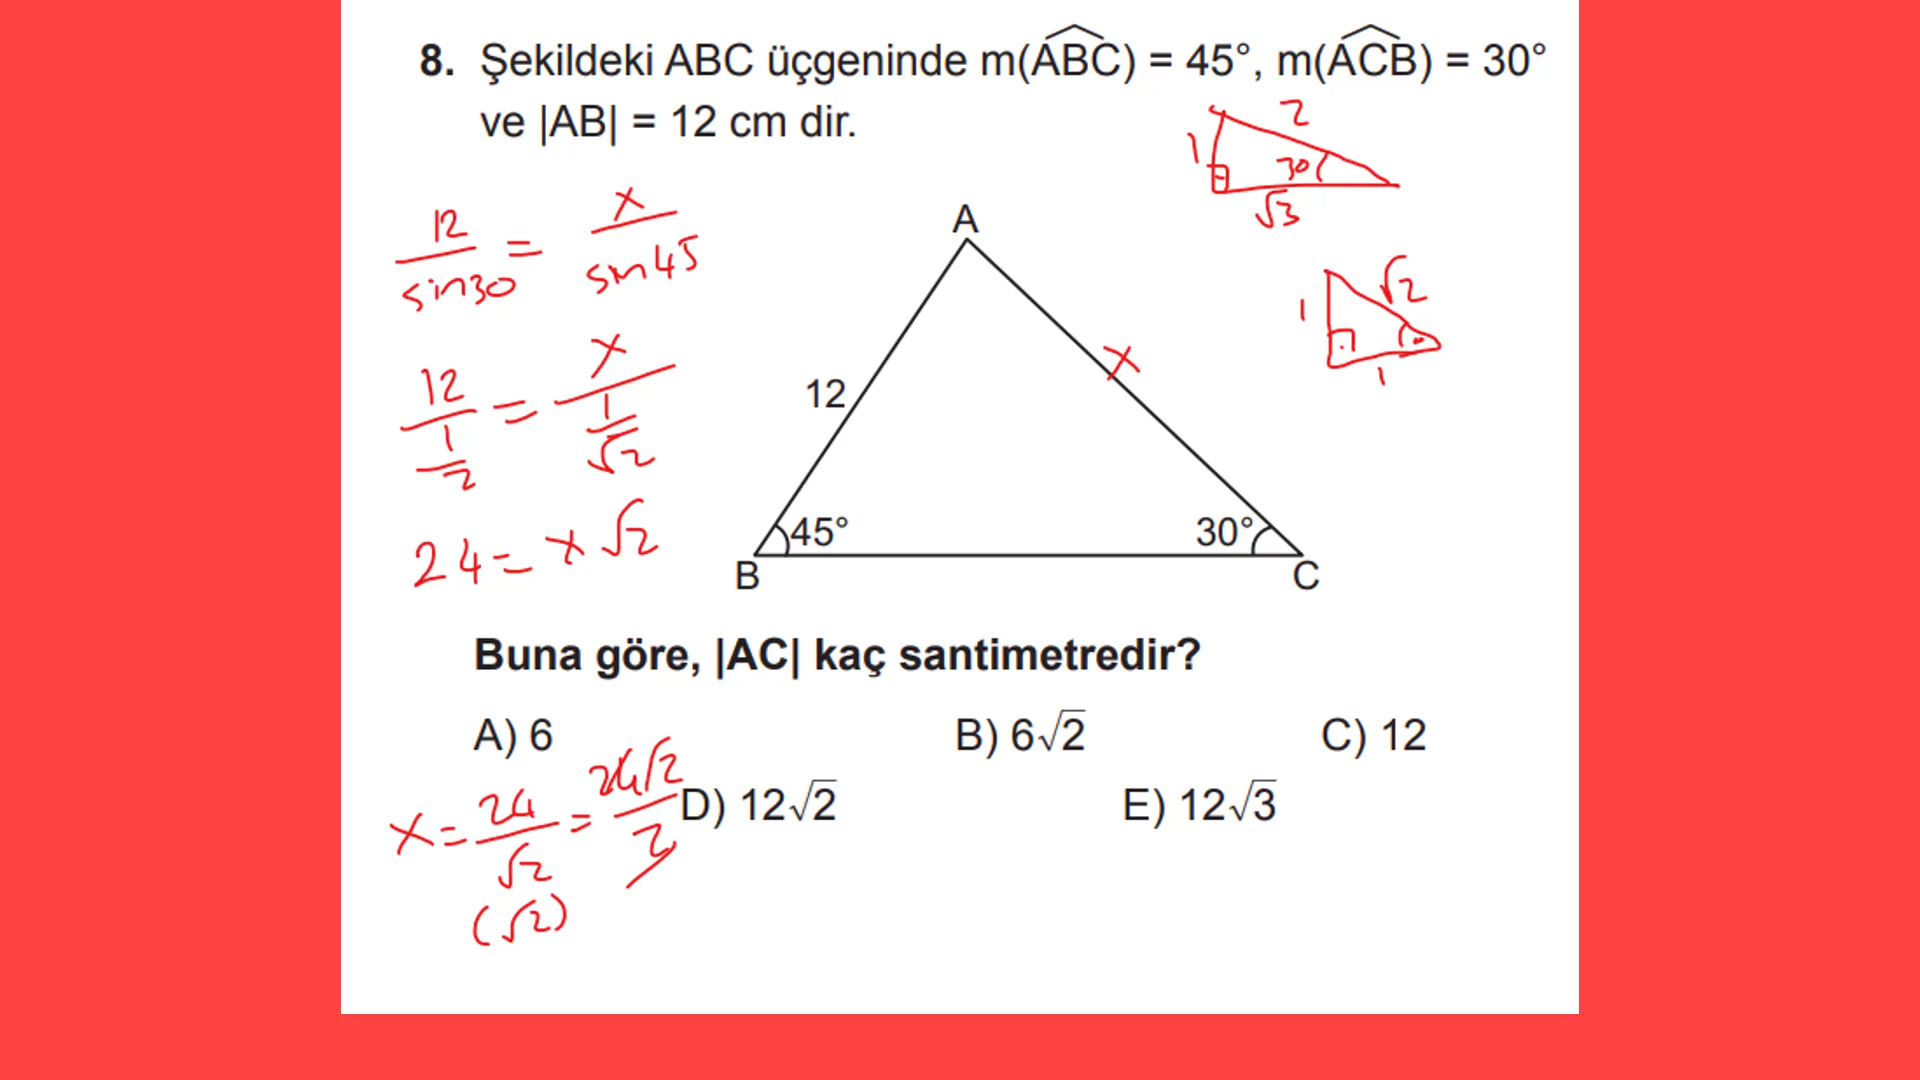 8. Şekildeki ABC üçgeninde m(ABC) = 45°, m(ACB) = 30°
ve |AB| = 12 cm dir.
2
1
30
√3
12/sin30 = x/sin45
A
√2
1
1
x
12
12/(1/2) = x/(1/√2)
45°
30°
24 = x√2
B
C
Buna göre, |AC| kaç santimetredir?
A) 6
B) 6√2
C) 12
D) 12√2
E) 12√3
x = 24/√2 = 24√2/2
(√2)